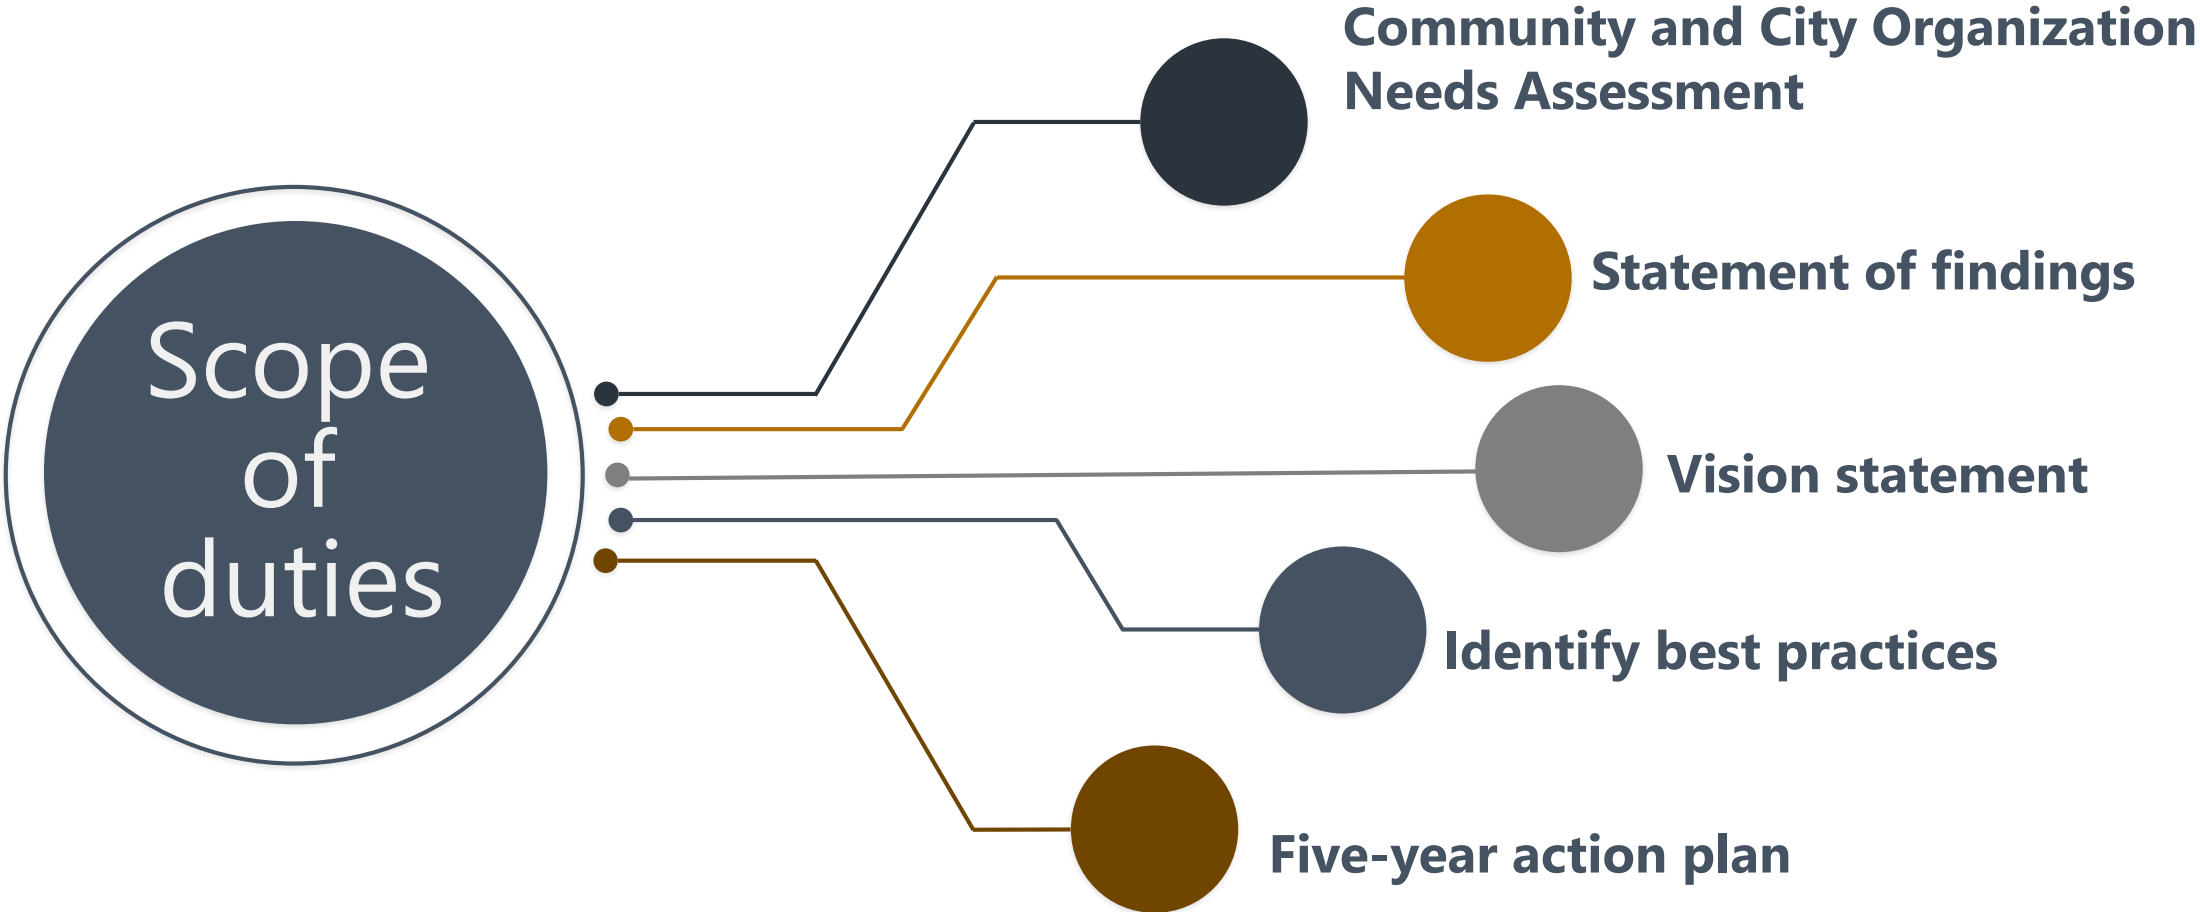 Scope
of
duties
Community and City Organization
Needs Assessment
Statement of findings
Vision statement
Identify best practices
Five-year action plan